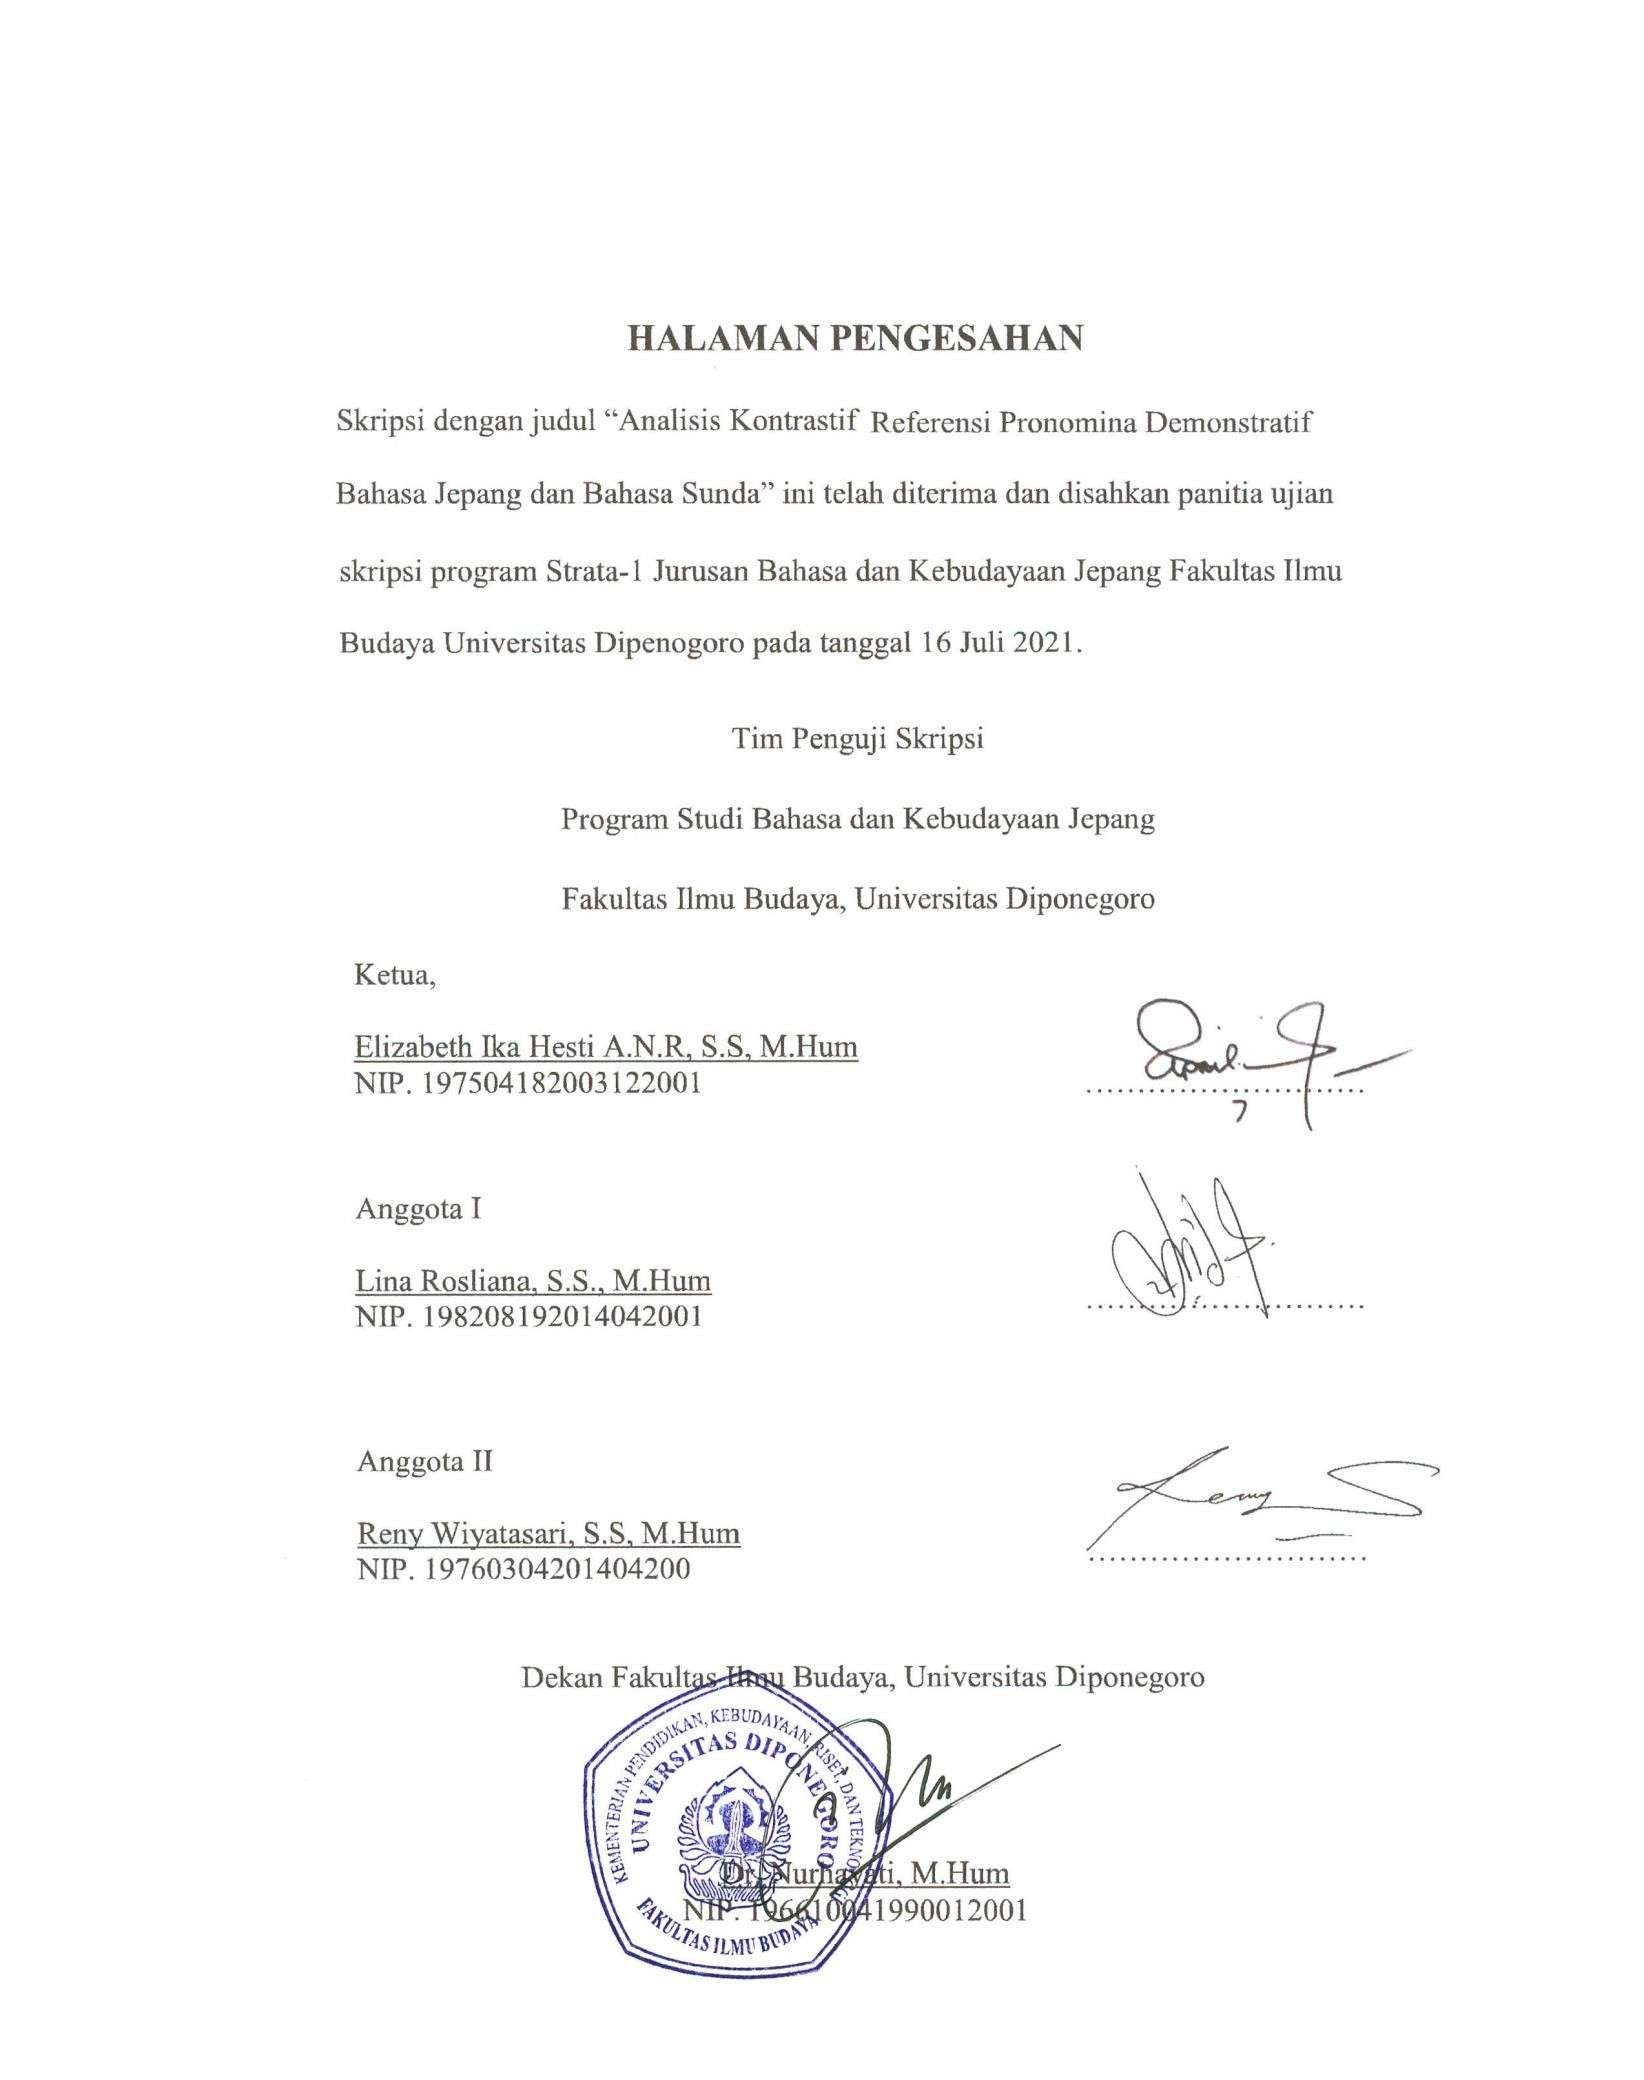 HALAMAN PENGESAHAN
Skripsi dengan judul “Analisis Kontrastif Referensi Pronomina Demonstratif
Bahasa Jepang dan Bahasa Sunda” ini telah diterima dan disahkan panitia ujian
skripsi program Strata-1 Jurusan Bahasa dan Kebudayaan Jepang Fakultas Ilmu
Budaya Universitas Dipenogoro pada tanggal 16 Juli 2021.
Tim Penguji Skripsi
Program Studi Bahasa dan Kebudayaan Jepang
Fakultas Ilmu Budaya, Universitas Diponegoro
Ketua,
Elizabeth Ika Hesti A.N.R, S.S, M.Hum
NIP. 197504182003122001
Anggota I
Lina Rosliana, S.S., M.Hum
NIP. 198208192014042001
Anggota II
Reny Wiyatasari, S.S, M.Hum
NIP. 19760304201404200
Dekan Fakultas Ilmu Budaya, Universitas Diponegoro
KEMENTERIAN PENDIDIKAN, KEBUDAYAAN, RISET, DAN TEKNOLOGI
UNIVERSITAS DIPONEGORO
FAKULTAS ILMU BUDAYA
Dr. Nurhayati, M.Hum
NIP. 196610041990012001